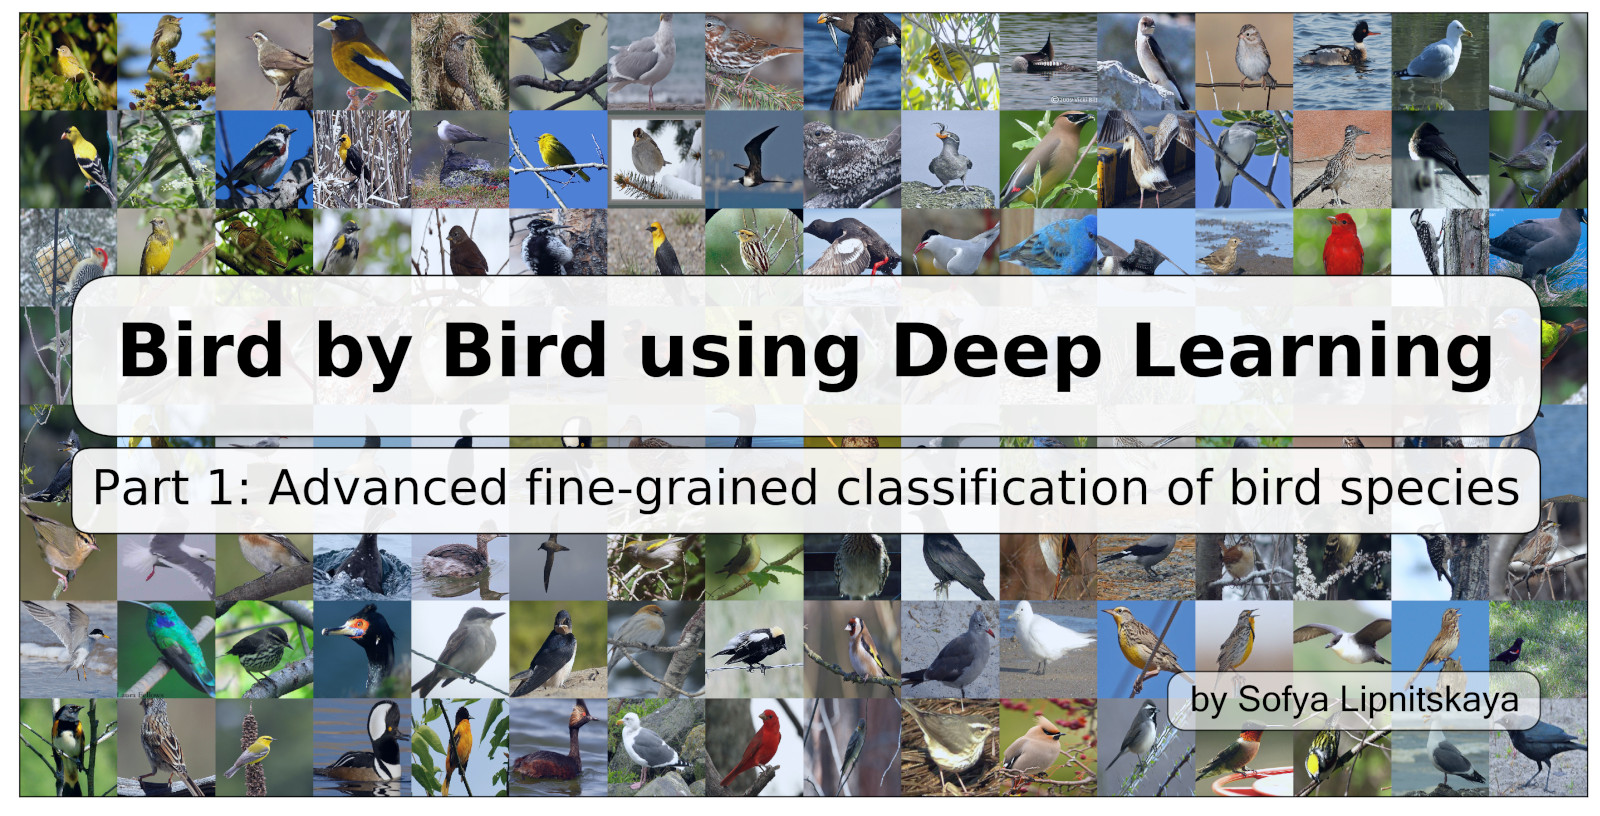 Bird by Bird using Deep Learning
Part 1: Advanced fine-grained classification of bird species
by Sofya Lipnitskaya